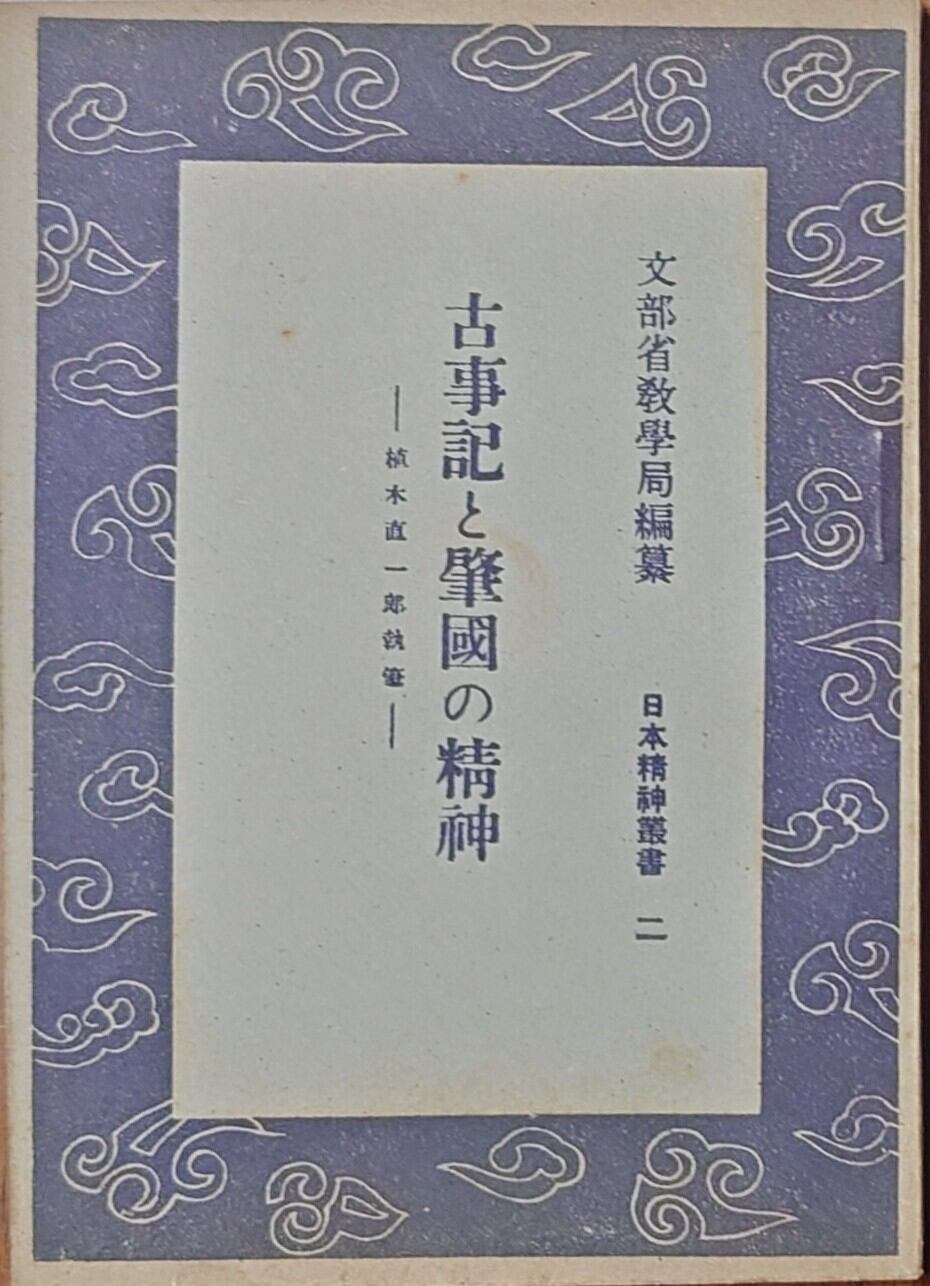 文部省教學局編纂　日本精神叢書　二
古事記と肇國の精神
―植木直一郎執筆―